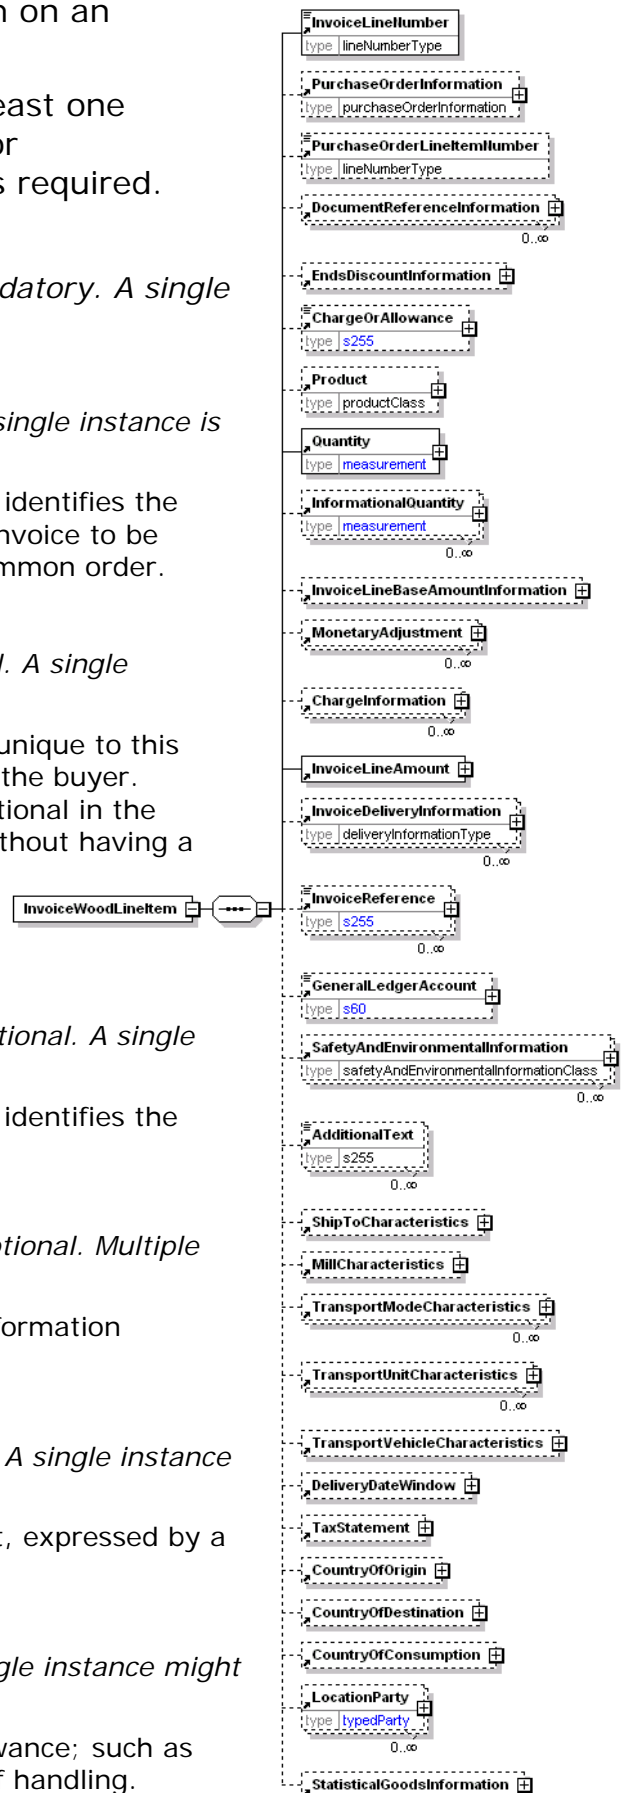 n on an
east one
or
s required.
datory. A single
single instance is
identifies the
nvoice to be
mmon order.
l. A single
unique to this
the buyer.
tional in the
thout having a
tional. A single
identifies the
otional. Multiple
formation
A single instance
t, expressed by a
gle instance might
wance; such as
f handling.
InvoiceWoodLineItem
InvoiceLineNumber
type lineNumberType
PurchaseOrderInformation
type purchaseOrderInformation
PurchaseOrderLineItemNumber
type lineNumberType
DocumentReferenceInformation
0..∞
EndsDiscountInformation
ChargeOrAllowance
type s255
Product
type productClass
Quantity
type measurement
InformationalQuantity
type measurement
0..∞
InvoiceLineBaseAmountInformation
MonetaryAdjustment
0..∞
ChargeInformation
0..∞
InvoiceLineAmount
InvoiceDeliveryInformation
type deliveryInformationType
0..∞
InvoiceReference
type s255
0..∞
GeneralLedgerAccount
type s60
SafetyAndEnvironmentalInformation
type safetyAndEnvironmentalInformationClass
0..∞
AdditionalText
type s255
0..∞
ShipToCharacteristics
MillCharacteristics
TransportModeCharacteristics
0..∞
TransportUnitCharacteristics
0..∞
TransportVehicleCharacteristics
DeliveryDateWindow
TaxStatement
CountryOfOrigin
CountryOfDestination
CountryOfConsumption
LocationParty
type typedParty
0..∞
StatisticalGoodsInformation